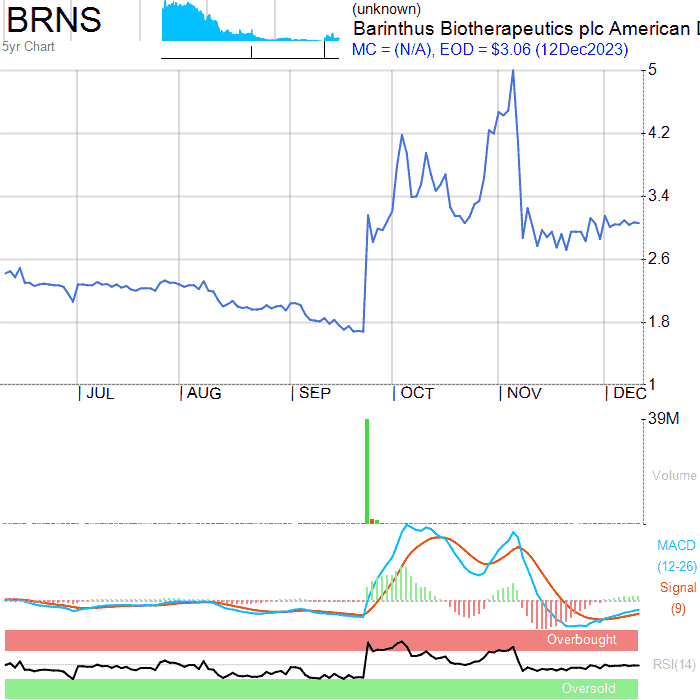 BRNS
5yr Chart
(unknown)
Barinthus Biotherapeutics plc American
MC = (N/A), EOD = $3.06 (12Dec2023)
5
4.2
3.4
2.6
1.8
1
JUL
AUG
SEP
OCT
NOV
DEC
39M
Volume
MACD
(12-26)
Signal
(9)
Overbought
RSI(14)
Oversold